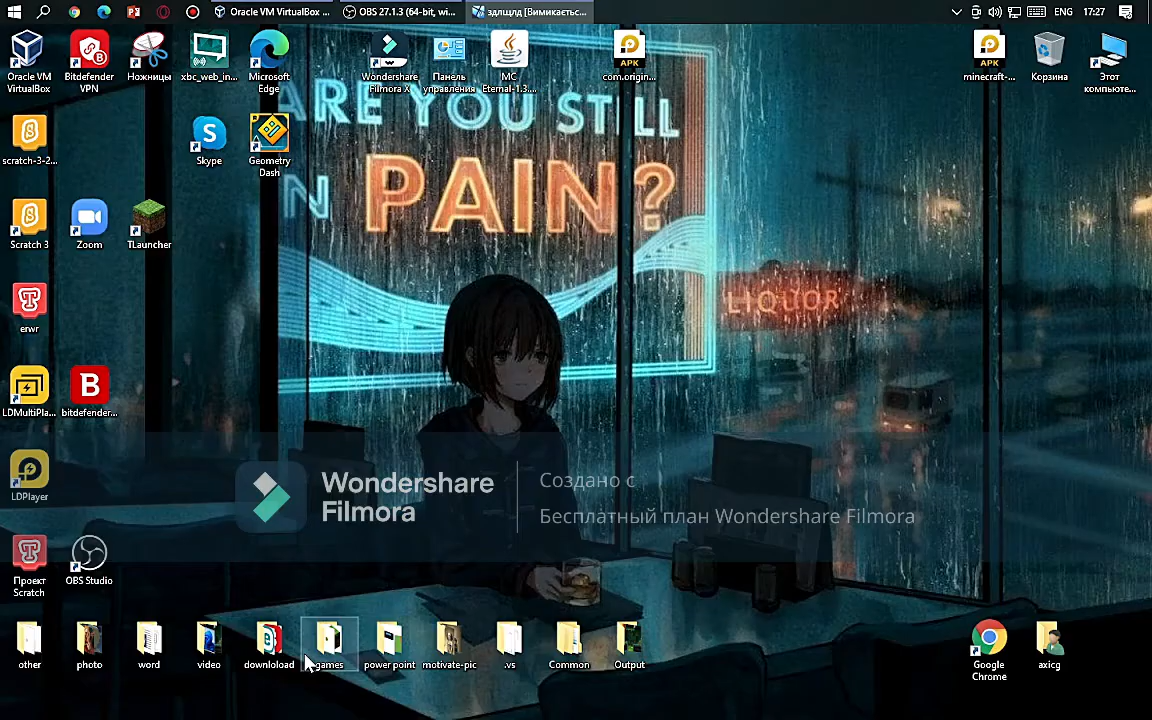 Oracle VM VirtualBox ...
OBS 27.1.3 (64-bit, wi...
здлщлд [Вимикаєтьс...
ENG
17:27
Oracle VM VirtualBox
Bitdefender VPN
Ножницы
xbc_web_in...
Microsoft Edge
Wondershare Filmora X
Панель управления
MC Eternal-1.3....
APK
com.origin...
APK
minecraft-...
Корзина
Этот компьюте...
ARE YOU STILL
N PAIN?
scratch-3-2...
Skype
Geometry Dash
Scratch 3
Zoom
TLauncher
LIQUOR
erwr
LDMultiPla...
bitdefender...
LDPlayer
Wondershare
Filmora
Создано с
Бесплатный план Wondershare Filmora
Проект Scratch
OBS Studio
other
photo
word
video
downloload
games
power point
motivate-pic
.vs
Common
Output
Google Chrome
axicg